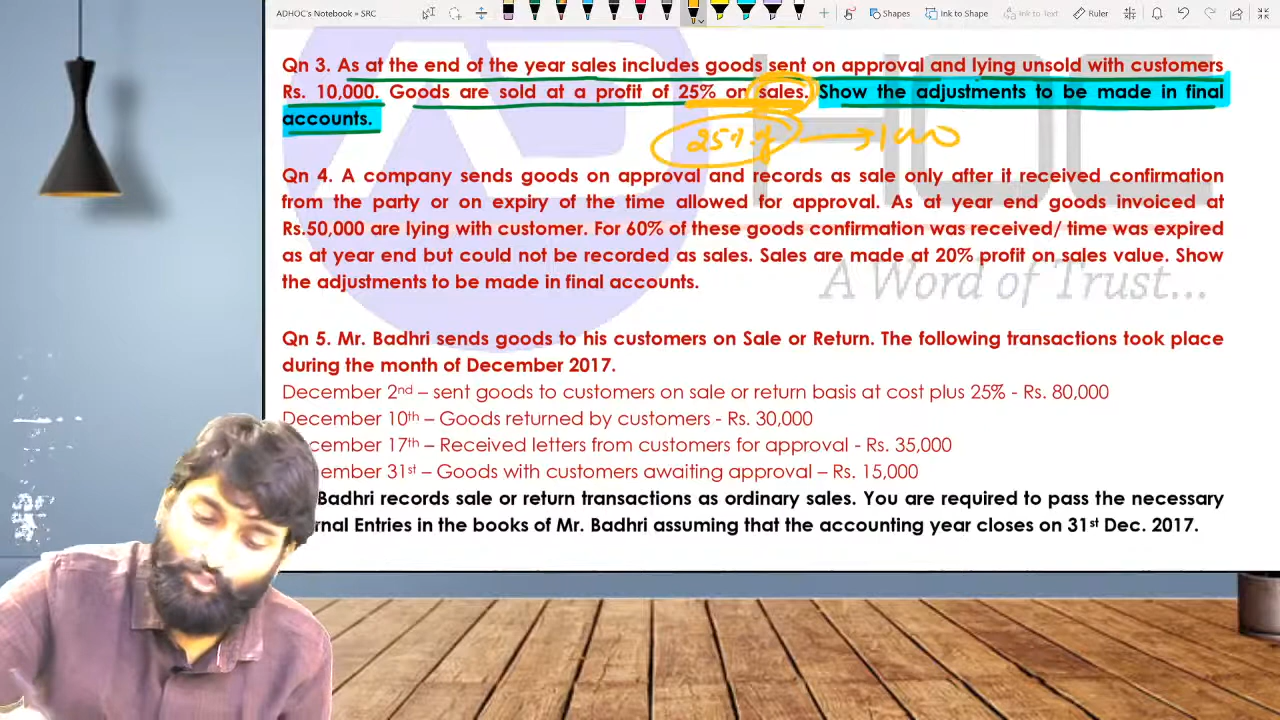 ADHOC's Notebook » SRC
Shapes
Ink to Shape
Ink to Text
Ruler
Qn 3. As at the end of the year sales includes goods sent on approval and lying unsold with customers
Rs. 10,000. Goods are sold at a profit of 25% on sales. Show the adjustments to be made in final
accounts.
25%
Qn 4. A company sends goods on approval and records as sale only after it received confirmation
from the party or on expiry of the time allowed for approval. As at year end goods invoiced at
Rs.50,000 are lying with customer. For 60% of these goods confirmation was received/ time was expired
as at year end but could not be recorded as sales. Sales are made at 20% profit on sales value. Show
the adjustments to be made in final accounts.
A Word of Trust...
Qn 5. Mr. Badhri sends goods to his customers on Sale or Return. The following transactions took place
during the month of December 2017.
December 2nd – sent goods to customers on sale or return basis at cost plus 25% - Rs. 80,000
December 10th – Goods returned by customers - Rs. 30,000
cember 17th – Received letters from customers for approval - Rs. 35,000
ember 31st – Goods with customers awaiting approval – Rs. 15,000
Badhri records sale or return transactions as ordinary sales. You are required to pass the necessary
rnal Entries in the books of Mr. Badhri assuming that the accounting year closes on 31st Dec. 2017.